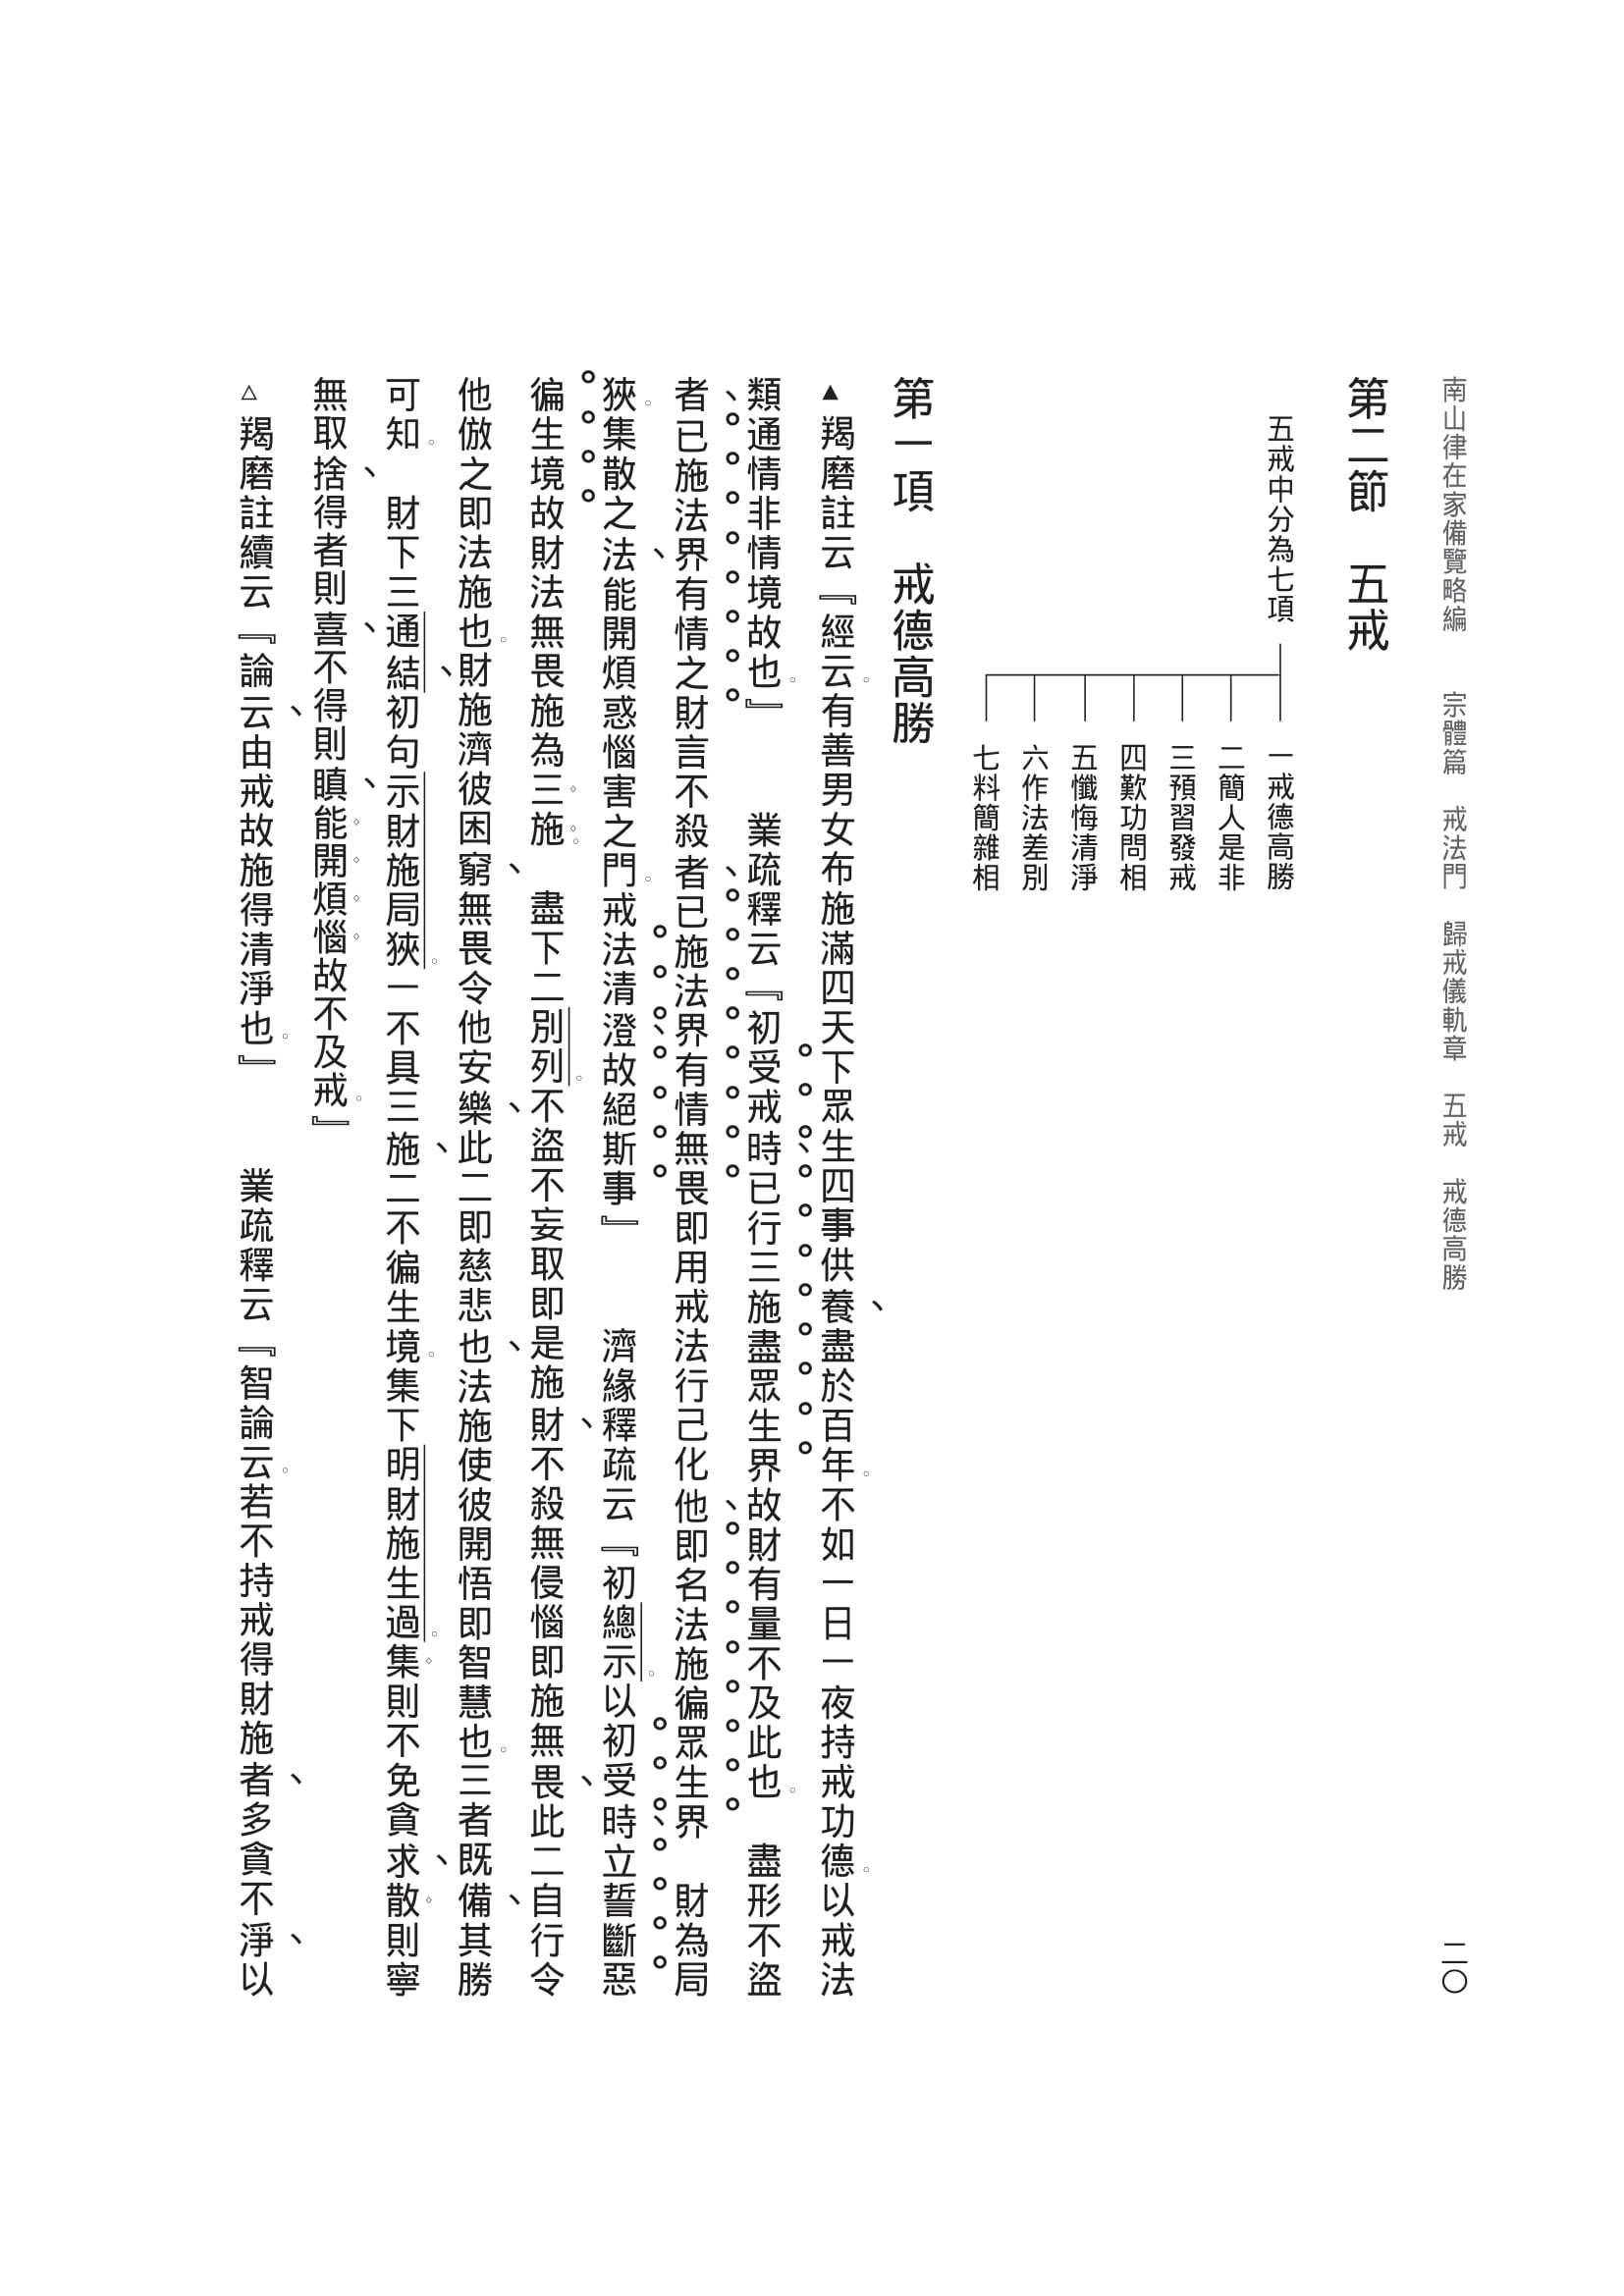 南山律在家備覽略編　　宗體篇　戒法門　歸戒儀軌章　五戒　戒德高勝
二〇
第二節　五戒
五戒中分為七項
一戒德高勝
二簡人是非
三預習發戒
四歎功問相
五懺悔清淨
六作法差別
七料簡雜相
第一項　戒德高勝
▲羯磨註云『經云。有善男女布施滿四天下眾生四事供養、盡於百年。不如一日一夜持戒功德。以戒法
類通情非情境故也。』　　業疏釋云『初受戒時已行三施盡眾生界故財有量不及此也。　盡形不盜
者、已施法界有情之財言不殺者、已施法界有情無畏即用戒法行己化他、即名法施徧眾生界　財為局
狹。集散之法、能開煩惑惱害之門。戒法清澄、故絕斯事』　　濟緣釋疏云『初總示。以初受時、立誓斷惡
徧生境故財法無畏施為三施。　盡下二別列。不盜不妄取即是施財、不殺無侵惱即施無畏、此二自行令
他倣之即法施也。財施濟彼困窮、無畏令他安樂、此二即慈悲也、法施使彼開悟即智慧也。三者既備、其勝
可知。　財下三通結、初句示財施局狹。一不具三施、二不徧生境。集下明財施生過。集則不免貪求、散則寧
無取捨、得者則喜、不得則瞋、能開煩惱故不及戒。』
△羯磨註續云『論云、由戒故施得清淨也。』　　業疏釋云『智論云。若不持戒得財施者、多貪不淨、以